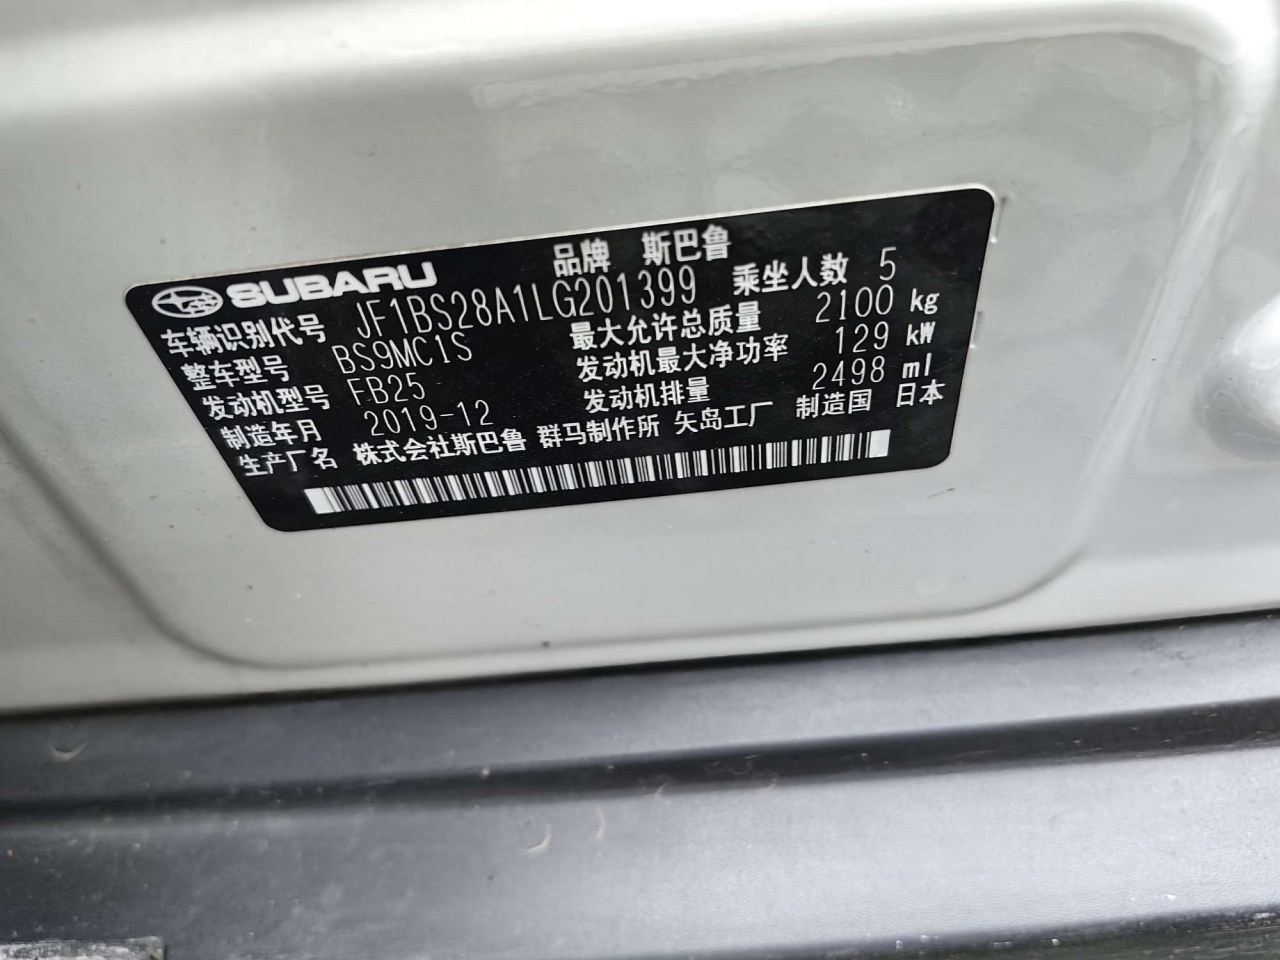 SUBARU 品牌 斯巴鲁
车辆识别代号 JF1BS28A1LG201399 乘坐人数 5
整车型号 BS9MC1S 最大允许总质量 2100 kg
发动机型号 FB25 发动机最大净功率 129 kW
制造年月 2019-12 发动机排量 2498 ml
生产厂名 株式会社斯巴鲁 群马制作所 矢岛工厂 制造国 日本